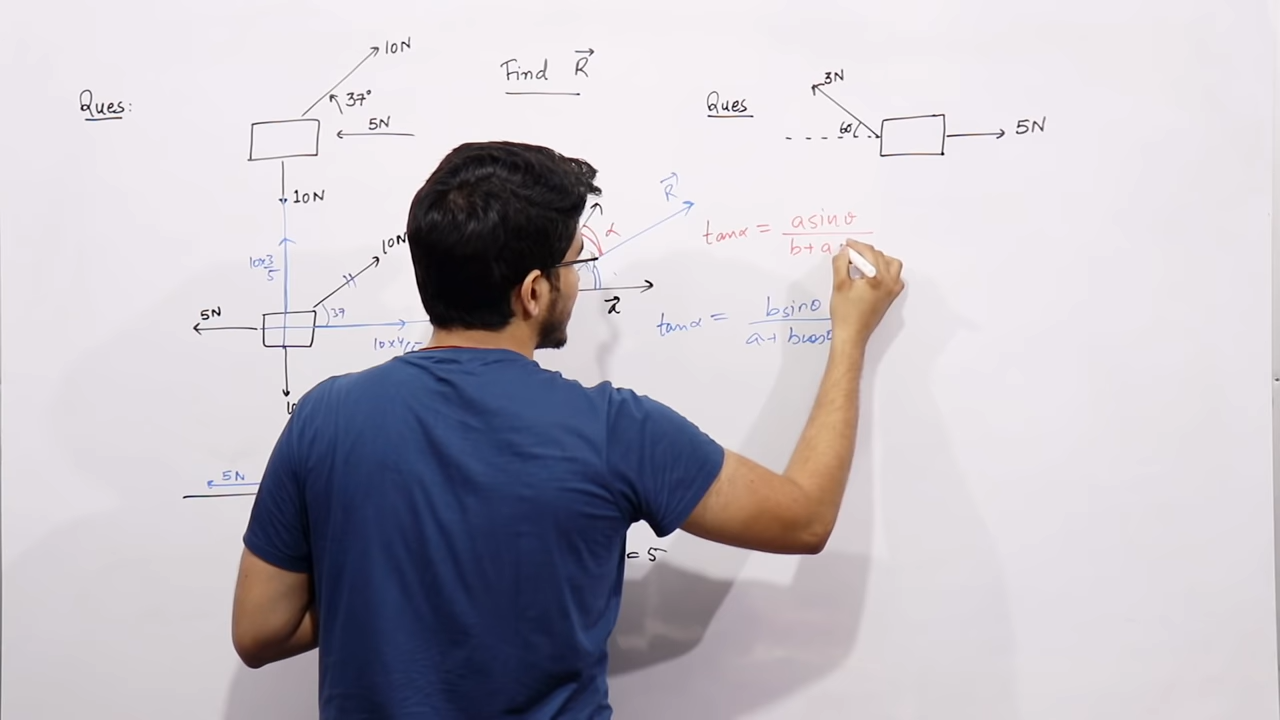 Find R
Ques:
10N
37°
5N
10N
10×3/5
10N
5N
37
10×4/5
5N
= 5
Ques
3N
60
5N
R
α
a
tanα = asinθ / b+a
tanα = bsinθ / a+bcosθ